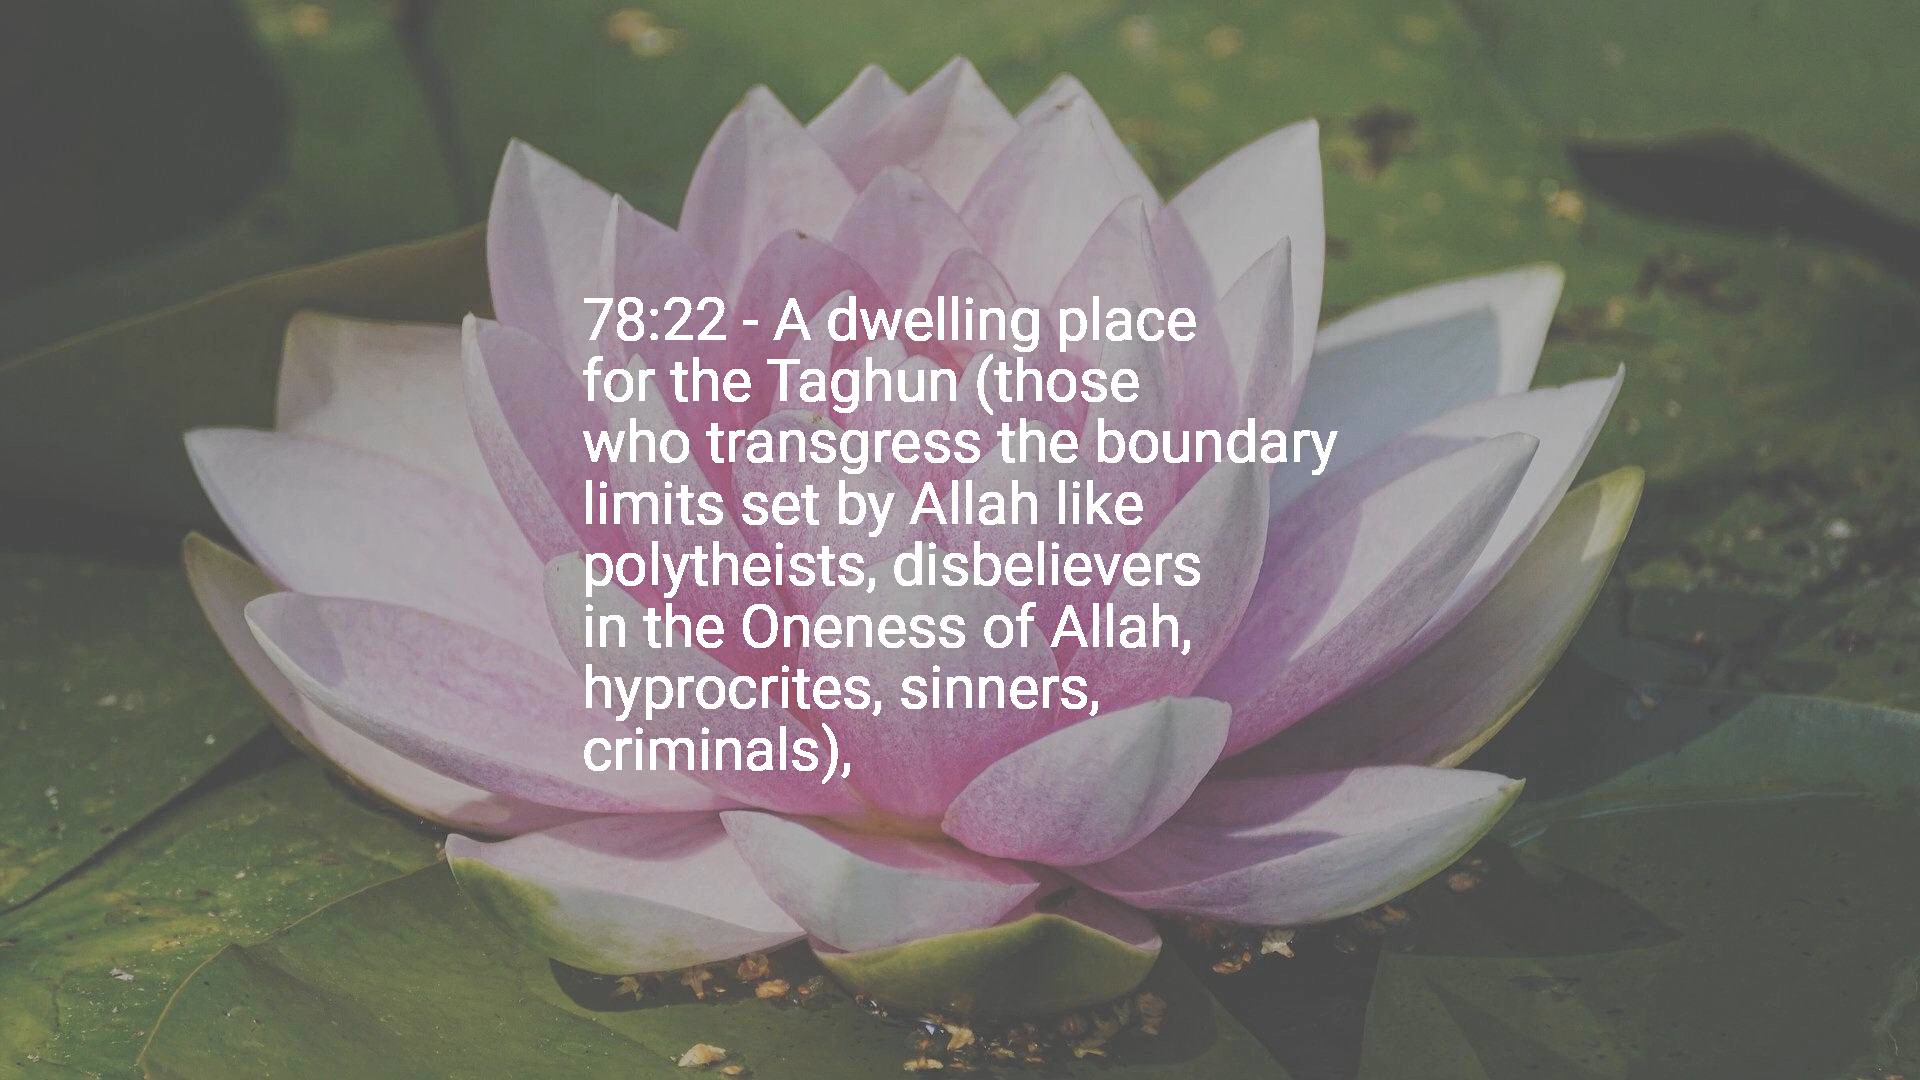 78:22 - A dwelling place
for the Taghun (those
who transgress the boundary
limits set by Allah like
polytheists, disbelievers
in the Oneness of Allah,
hyprocrites, sinners,
criminals),